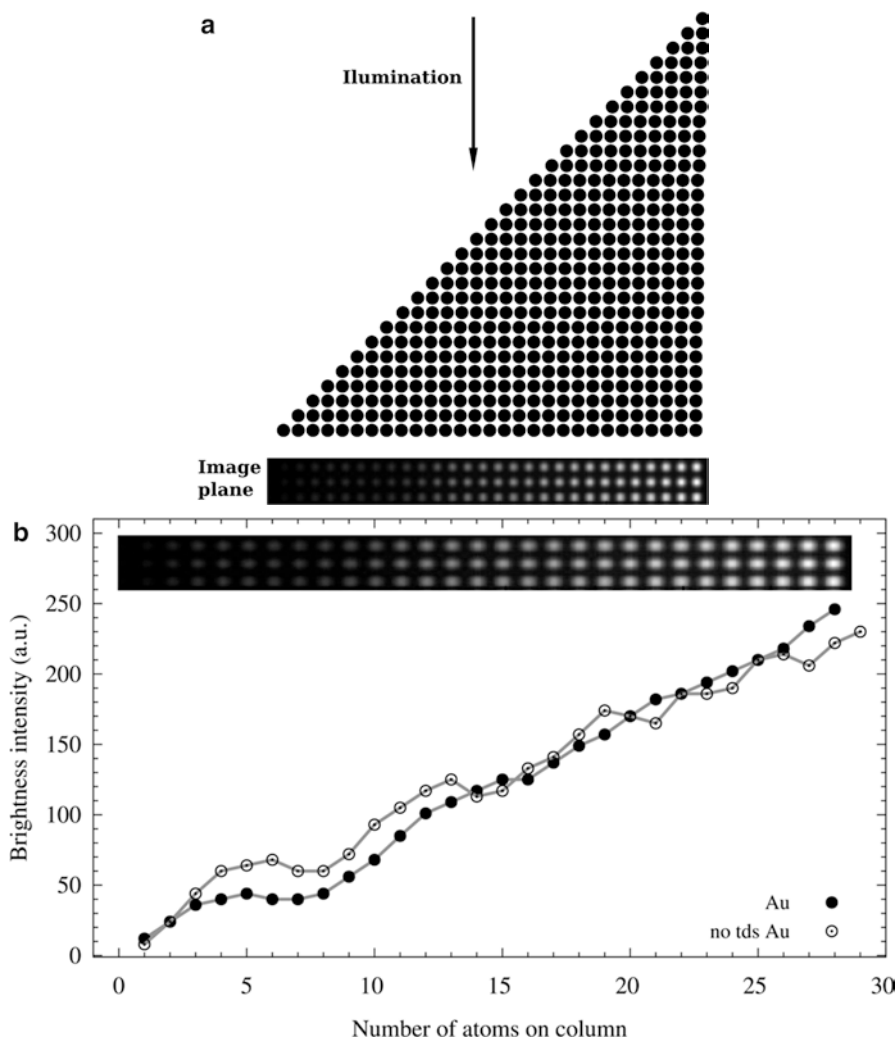 a
Ilumination
Image
plane
b
300
250
200
150
100
50
0
Brightness intensity (a.u.)
Au
no tds Au
0 5 10 15 20 25 30
Number of atoms on column